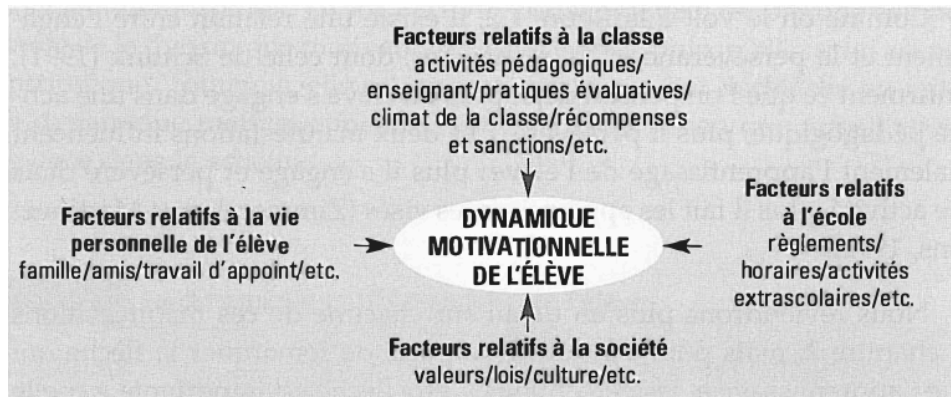 Facteurs relatifs à la classe
activités pédagogiques/
enseignant/pratiques évaluatives/
climat de la classe/récompenses
et sanctions/etc.
Facteurs relatifs à la vie
personnelle de l'élève
famille/amis/travail d'appoint/etc.
DYNAMIQUE
MOTIVATIONNELLE
DE L'ÉLÈVE
Facteurs relatifs
à l'école
règlements/
horaires/activités
extrascolaires/etc.
Facteurs relatifs à la société
valeurs/lois/culture/etc.